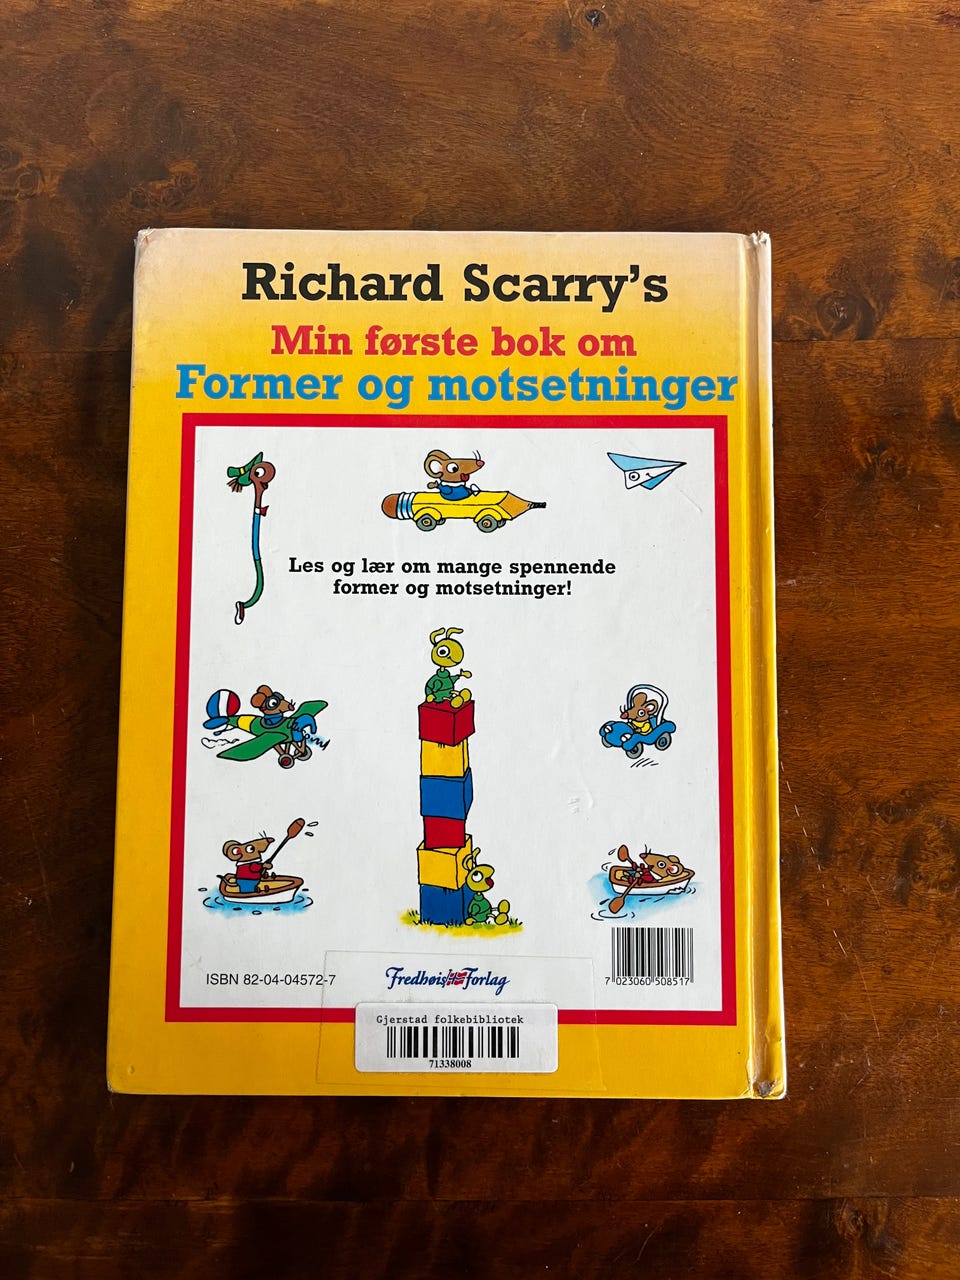 Richard Scarry's
Min første bok om
Former og motsetninger
Les og lær om mange spennende
former og motsetninger!
ISBN 82-04-04572-7
Fredhøis Forlag
7 023060 508517
Gjerstad folkebibliotek
71338008